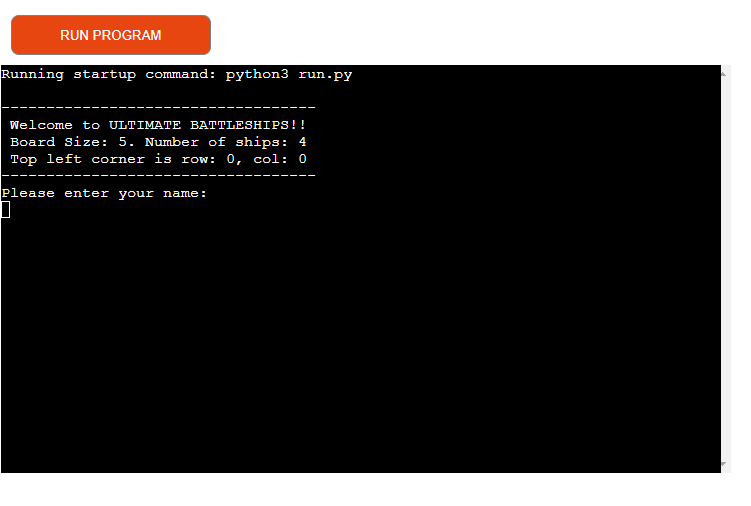 RUN PROGRAM
Running startup command: python3 run.py
-----------------------------------
Welcome to ULTIMATE BATTLESHIPS!!
Board Size: 5. Number of ships: 4
Top left corner is row: 0, col: 0
-----------------------------------
Please enter your name: